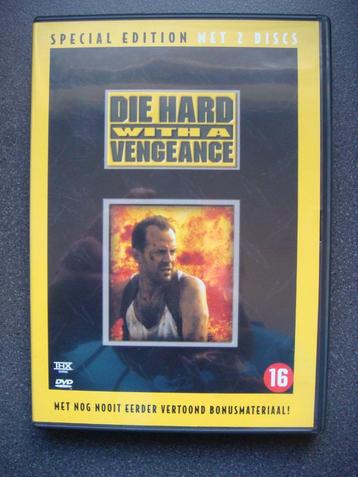 SPECIAL EDITION MET 2 DISCS
DIE HARD
WITH A
VENGEANCE
THX
DVD
16
MET NOG NOOIT EERDER VERTOOND BONUSMATERIAAL!